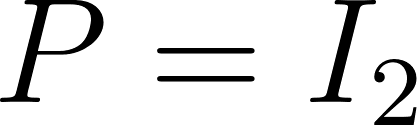 P = I₂